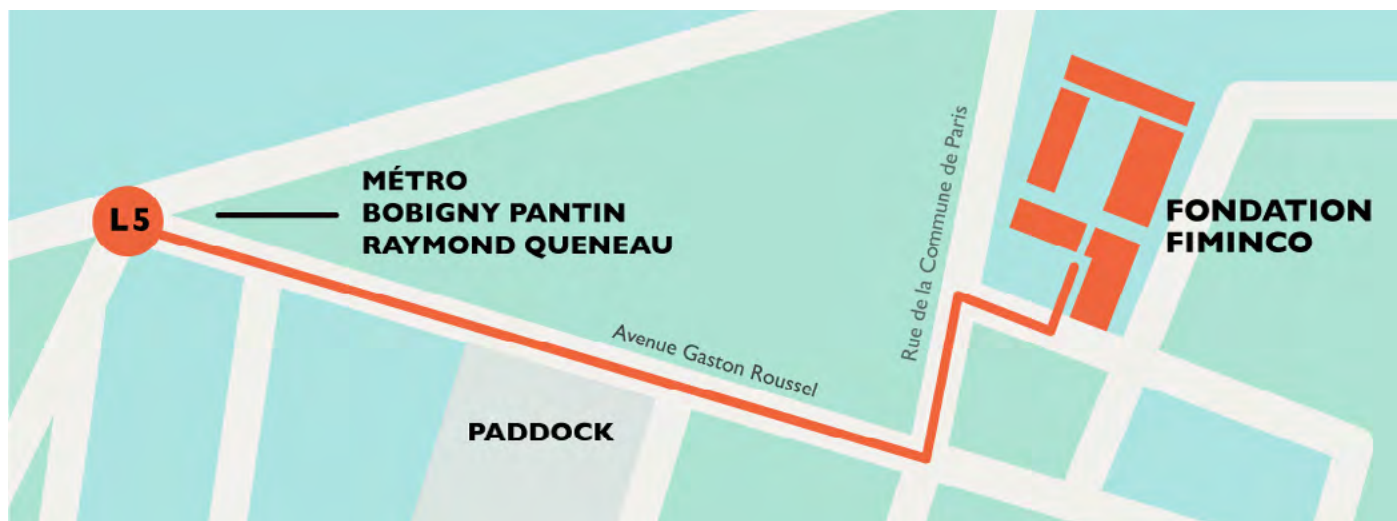 L5
MÉTRO
BOBIGNY PANTIN
RAYMOND QUENEAU
Rue de la Commune de Paris
FONDATION
FIMINCO
Avenue Gaston Roussel
PADDOCK